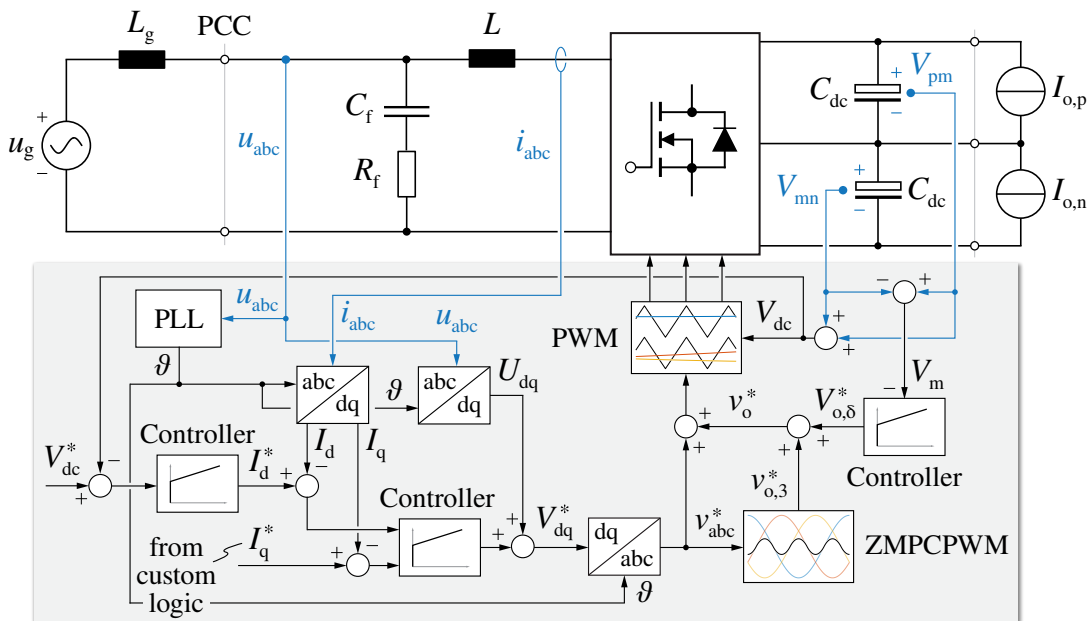 L_g
PCC
L
u_g
+
−
C_f
R_f
u_abc
i_abc
C_dc
+
−
V_pm
I_o,p
V_mn
+
−
C_dc
I_o,n
u_abc
PLL
i_abc
u_abc
PWM
V_dc
+
+
−
+
ϑ
abc
dq
ϑ
abc
dq
U_dq
V_m
−
v_o^*
V_o,δ^*
+
+
+
+
Controller
V_dc^*
−
+
I_d^*
+
−
I_d
I_q
Controller
v_o,3^*
Controller
from
custom
logic
I_q^*
+
−
+
+
V_dq^*
dq
abc
v_abc^*
ZMPCPWM
ϑ